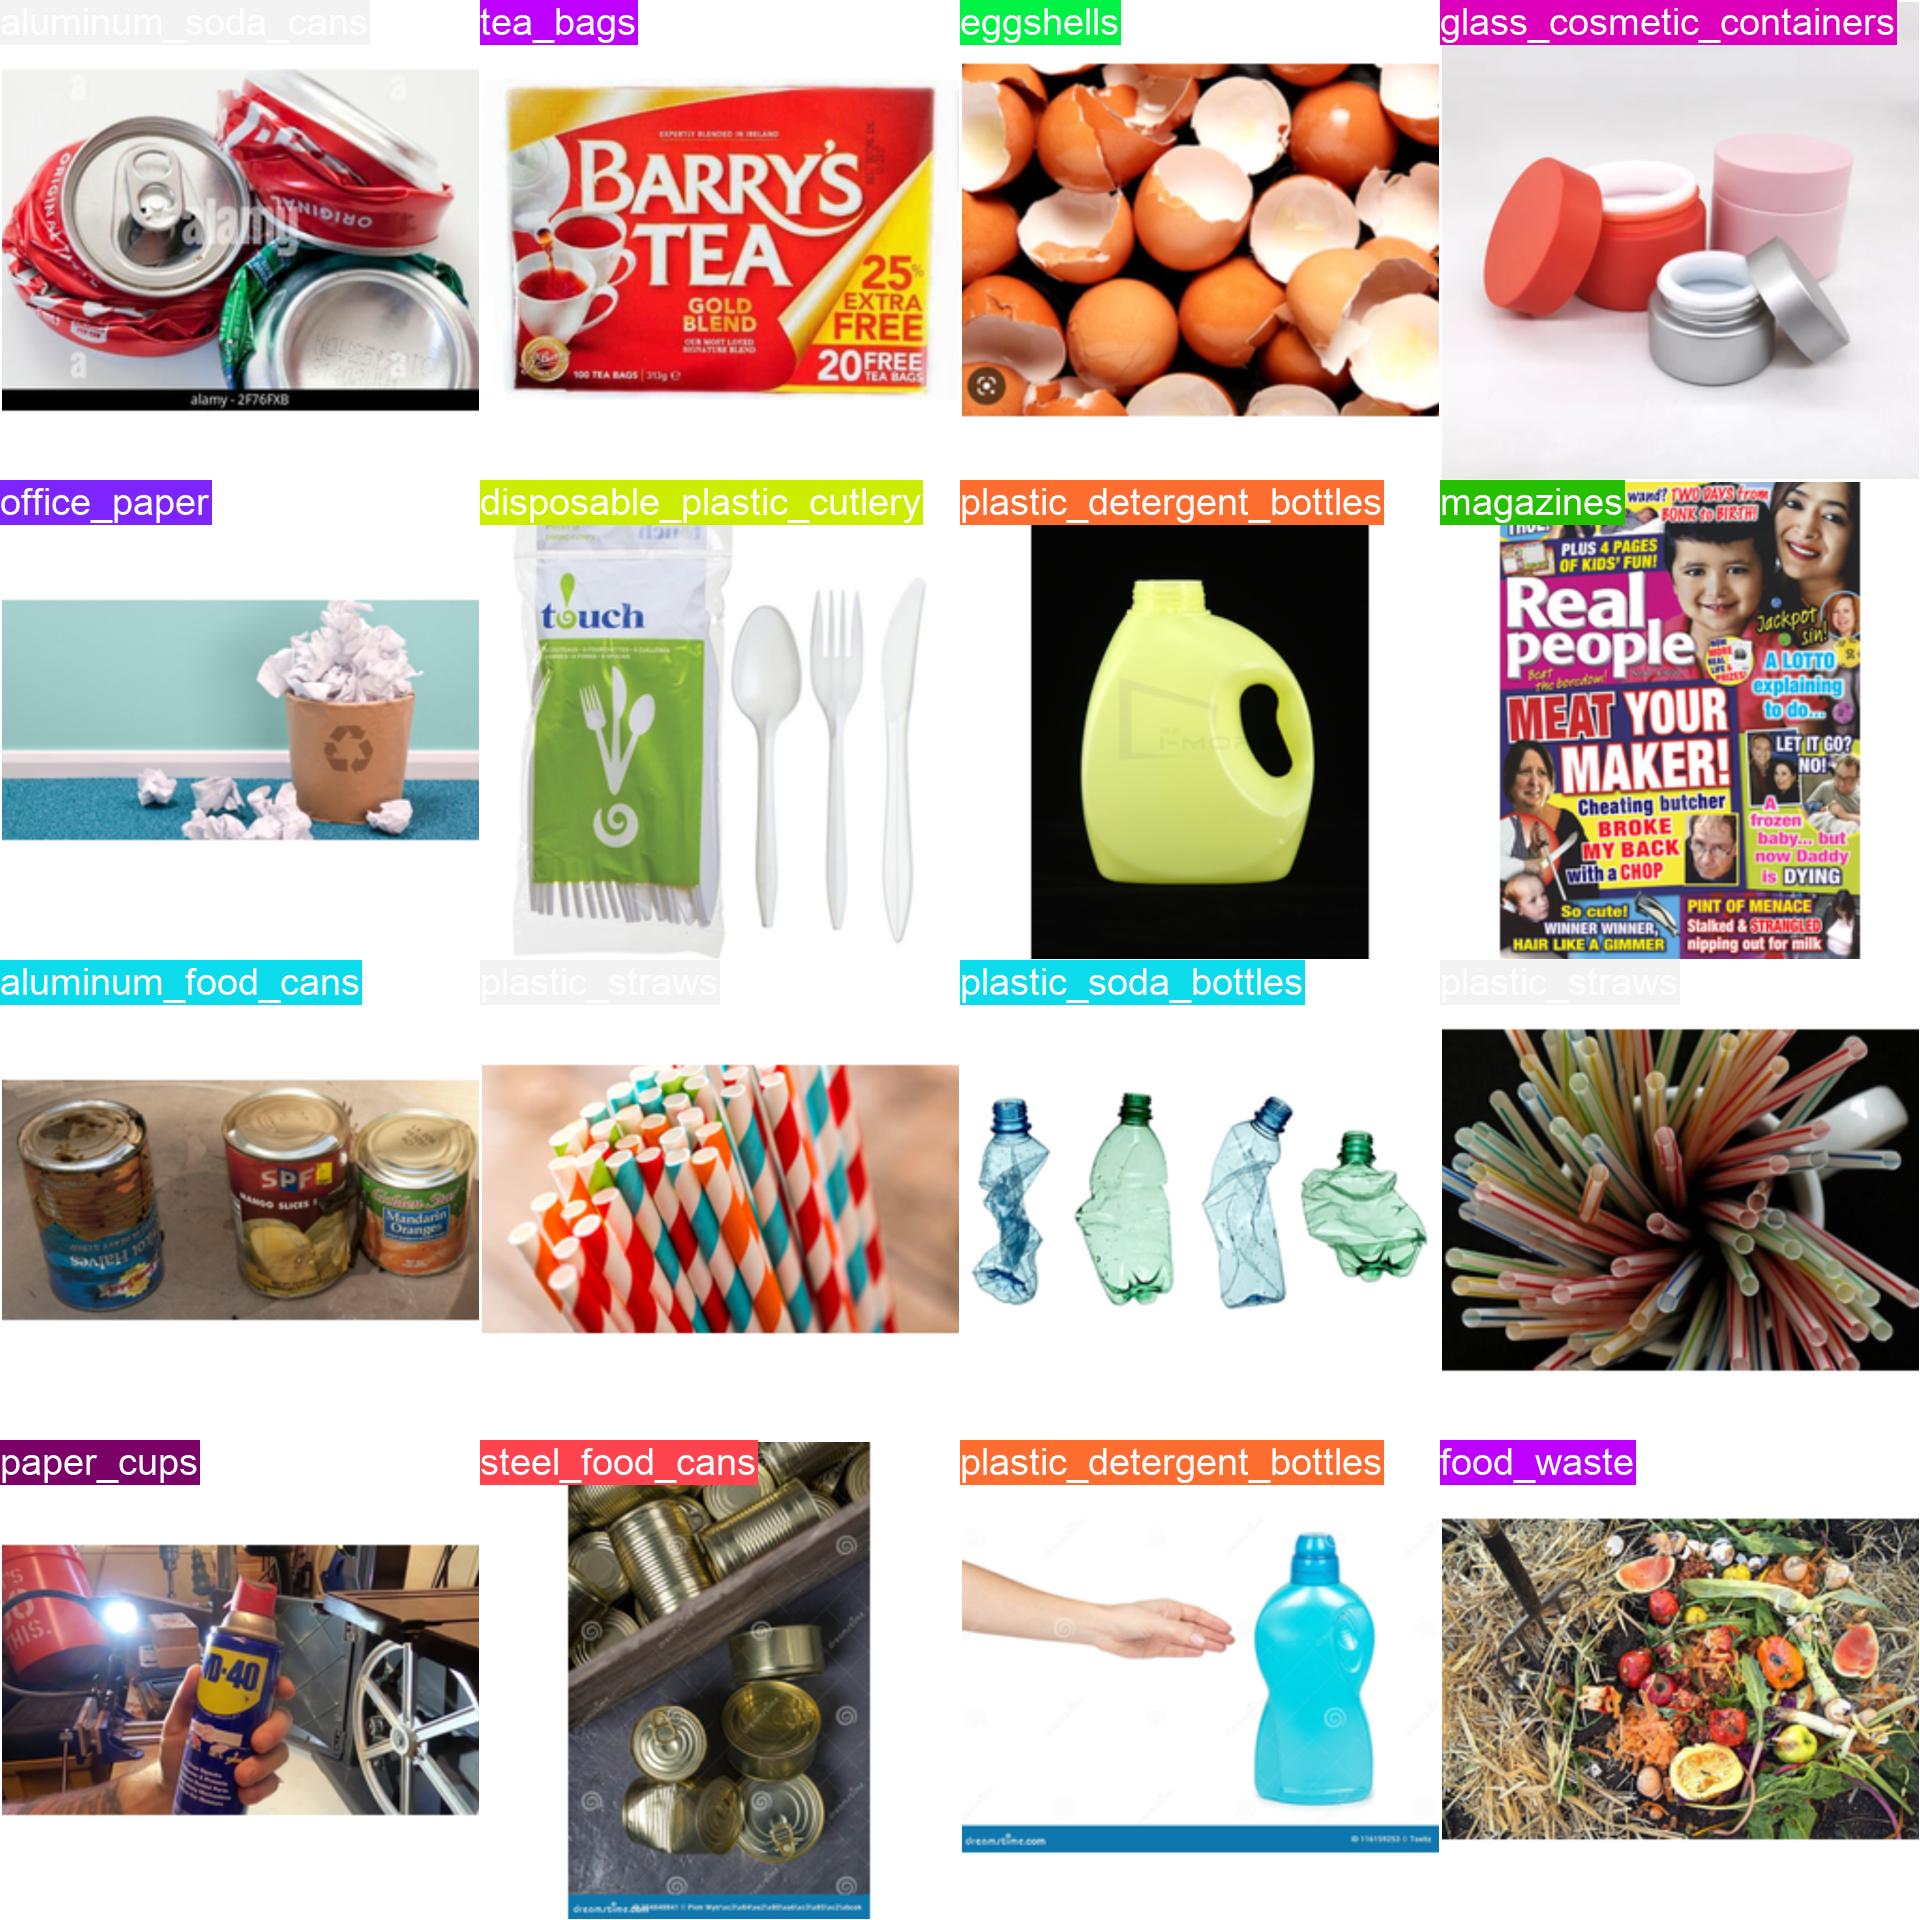 aluminum_soda_cans
tea_bags
eggshells
glass_cosmetic_containers
ORIGINAL
ORIGINAL
alamy
a
a
a
a
alamy - 2F76FXB
EXPERTLY BLENDED IN IRELAND
BARRY'S
TEA
GOLD
BLEND
OUR MOST LOVED
SIGNATURE BLEND
25%
EXTRA
FREE
20 FREE
TEA BAGS
100 TEA BAGS | 313g ℮
office_paper
disposable_plastic_cutlery
plastic_detergent_bottles
magazines
touch
wand? TWO DAYS from
BONK to BIRTH!
PLUS 4 PAGES
OF KIDS' FUN!
Real
people
Beat
the boredom!
Jackpot
sin!
A LOTTO
explaining
to do...
MEAT YOUR
MAKER!
Cheating butcher
BROKE
MY BACK
with a CHOP
LET IT GO?
NO!
A
frozen
baby... but
now Daddy
is DYING
So cute!
WINNER WINNER,
HAIR LIKE A GIMMER
PINT OF MENACE
Stalked & STRANGLED
nipping out for milk
aluminum_food_cans
plastic_straws
plastic_soda_bottles
plastic_straws
SPF
MANGO SLICES
Golden Star
Mandarin
Oranges
paper_cups
steel_food_cans
plastic_detergent_bottles
food_waste
THIS.
WD-40
dreamstime.com
dreamstime.com